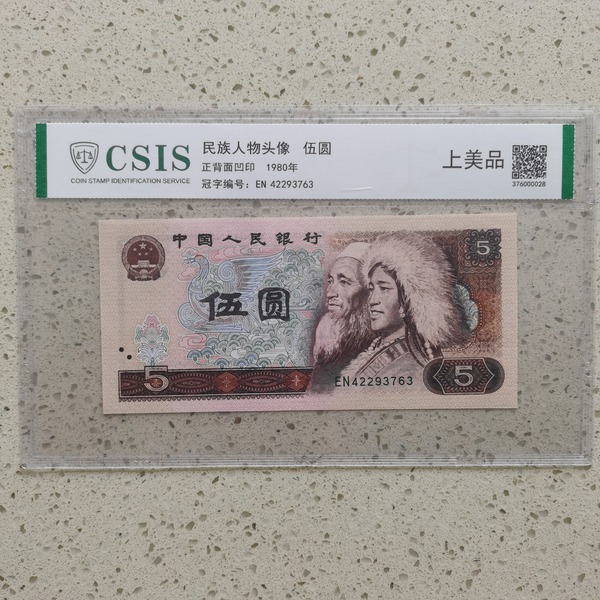 CSIS
COIN STAMP IDENTIFICATION SERVICE
民族人物头像 伍圆
正背面凹印 1980年
冠字编号: EN 42293763
上美品
376000028
中国人民银行
5
伍圆
EN42293763
5
5